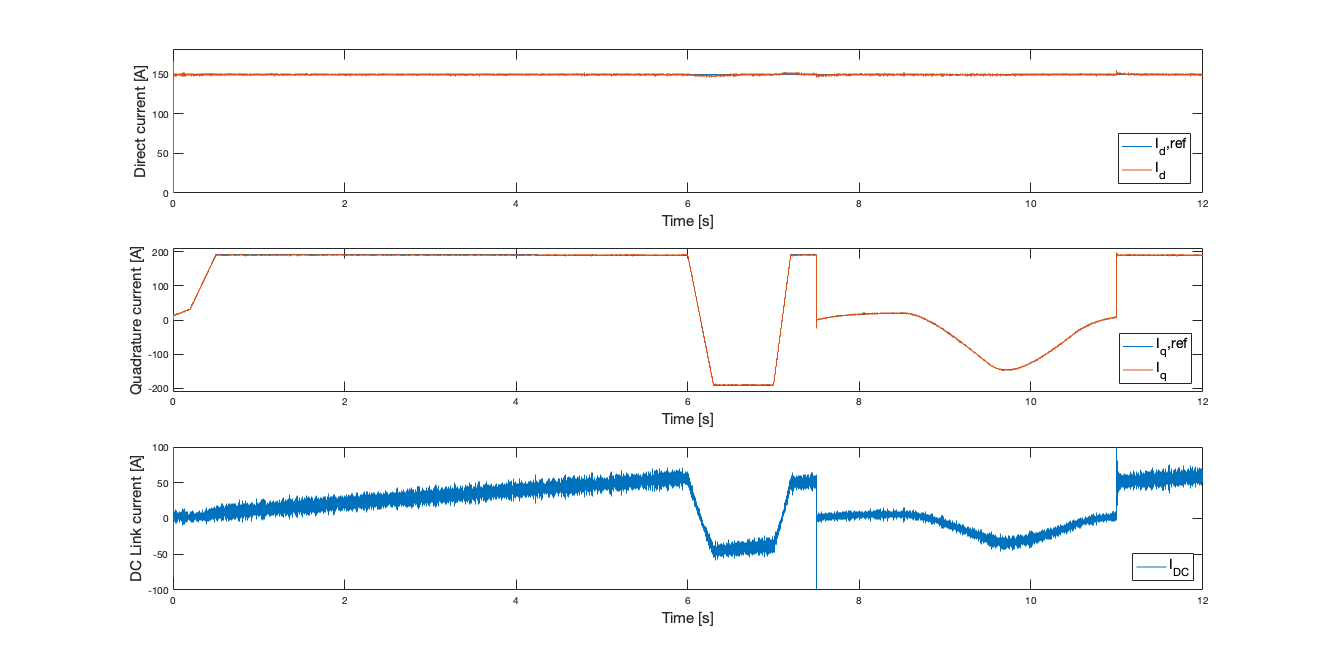 Direct current [A]
150
100
50
0
0 2 4 6 8 10 12
Time [s]
I_d,ref
I_d
Quadrature current [A]
200
100
0
-100
-200
0 2 4 6 8 10 12
Time [s]
I_q,ref
I_q
DC Link current [A]
100
50
0
-50
-100
0 2 4 6 8 10 12
Time [s]
I_DC